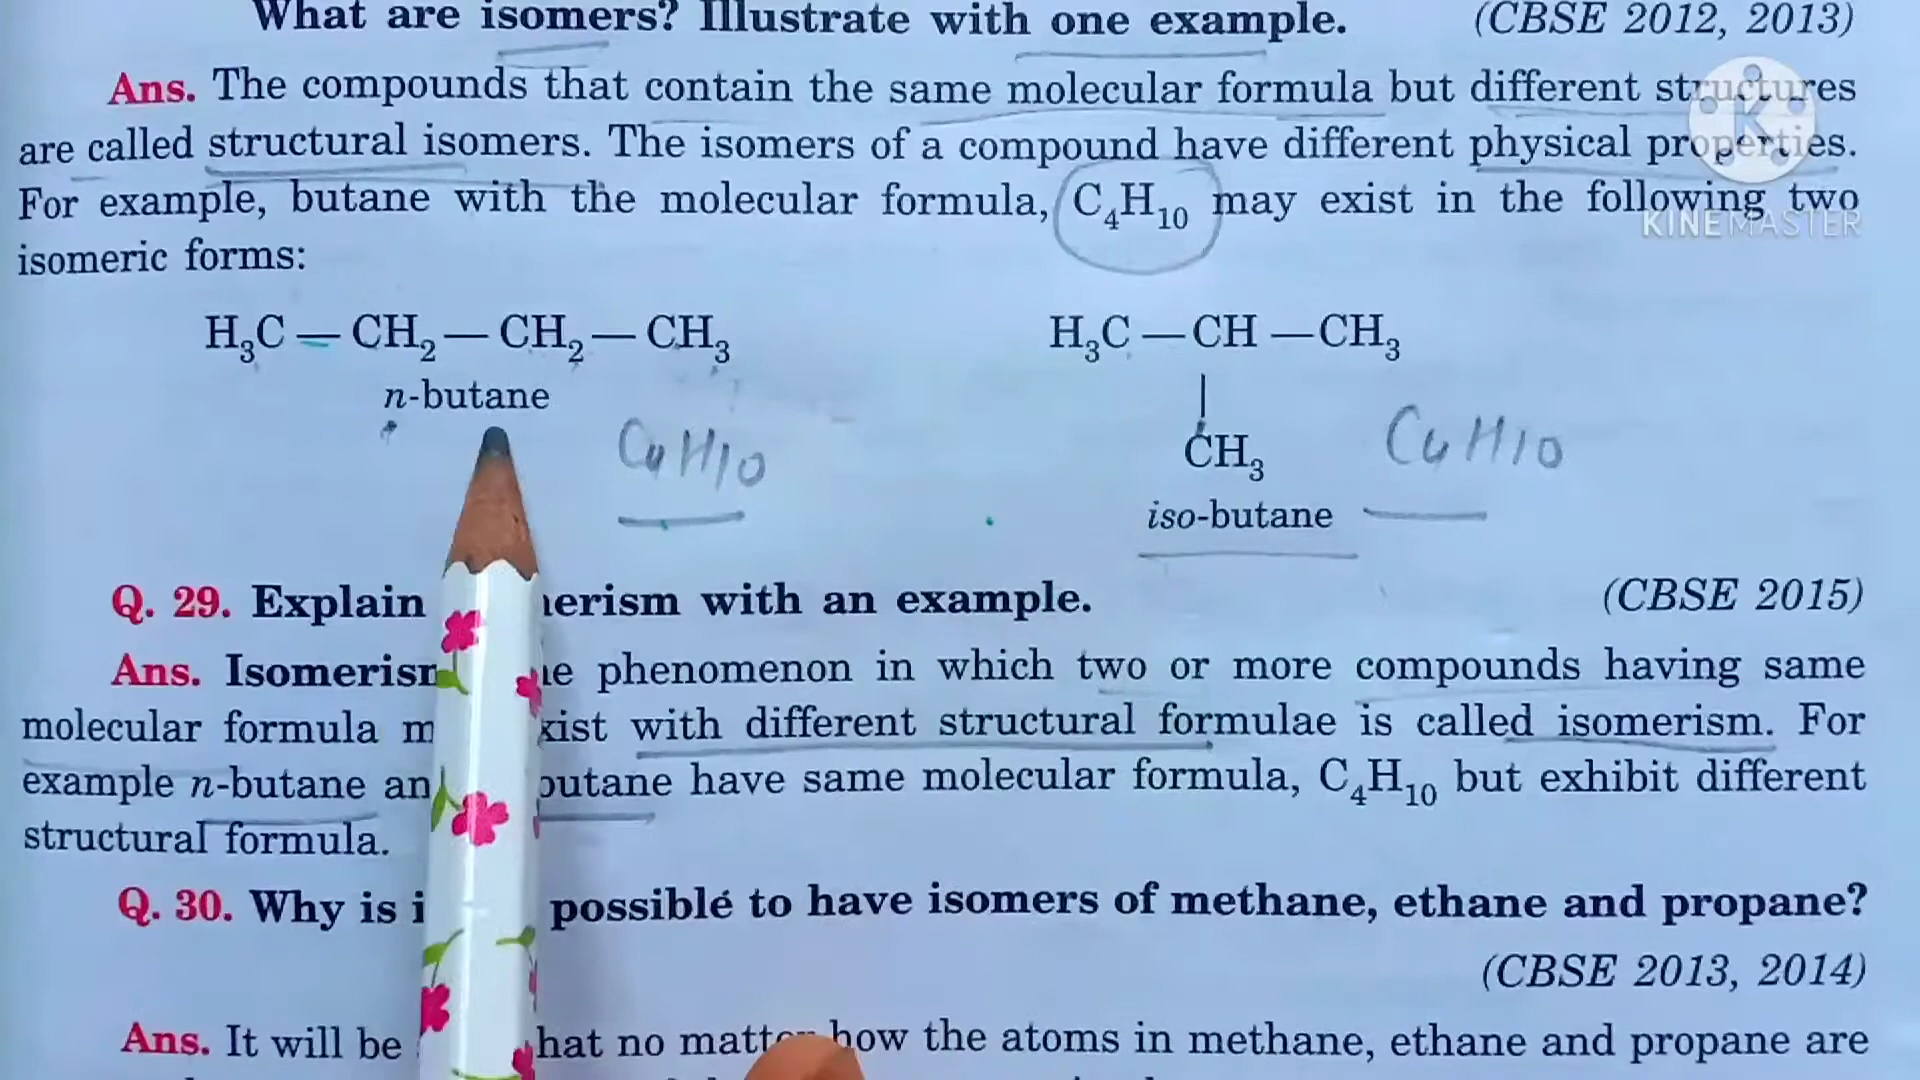 What are isomers? Illustrate with one example. (CBSE 2012, 2013)
Ans. The compounds that contain the same molecular formula but different structures
are called structural isomers. The isomers of a compound have different physical properties.
For example, butane with the molecular formula, C₄H₁₀ may exist in the following two
KINEMASTER
isomeric forms:
H₃C — CH₂ — CH₂ — CH₃
n-butane
C4H10
H₃C — CH — CH₃
|
CH₃
iso-butane
C4H10
Q. 29. Explain erism with an example. (CBSE 2015)
Ans. phenomenon in which two or more compounds having same
molecular formula with different structural formulae is called isomerism. For
example n-butane butane have same molecular formula, C₄H₁₀ but exhibit different
structural formula.
Q. 30. Why is possible to have isomers of methane, ethane and propane?
(CBSE 2013, 2014)
Ans. It will be no how the atoms in methane, ethane and propane are